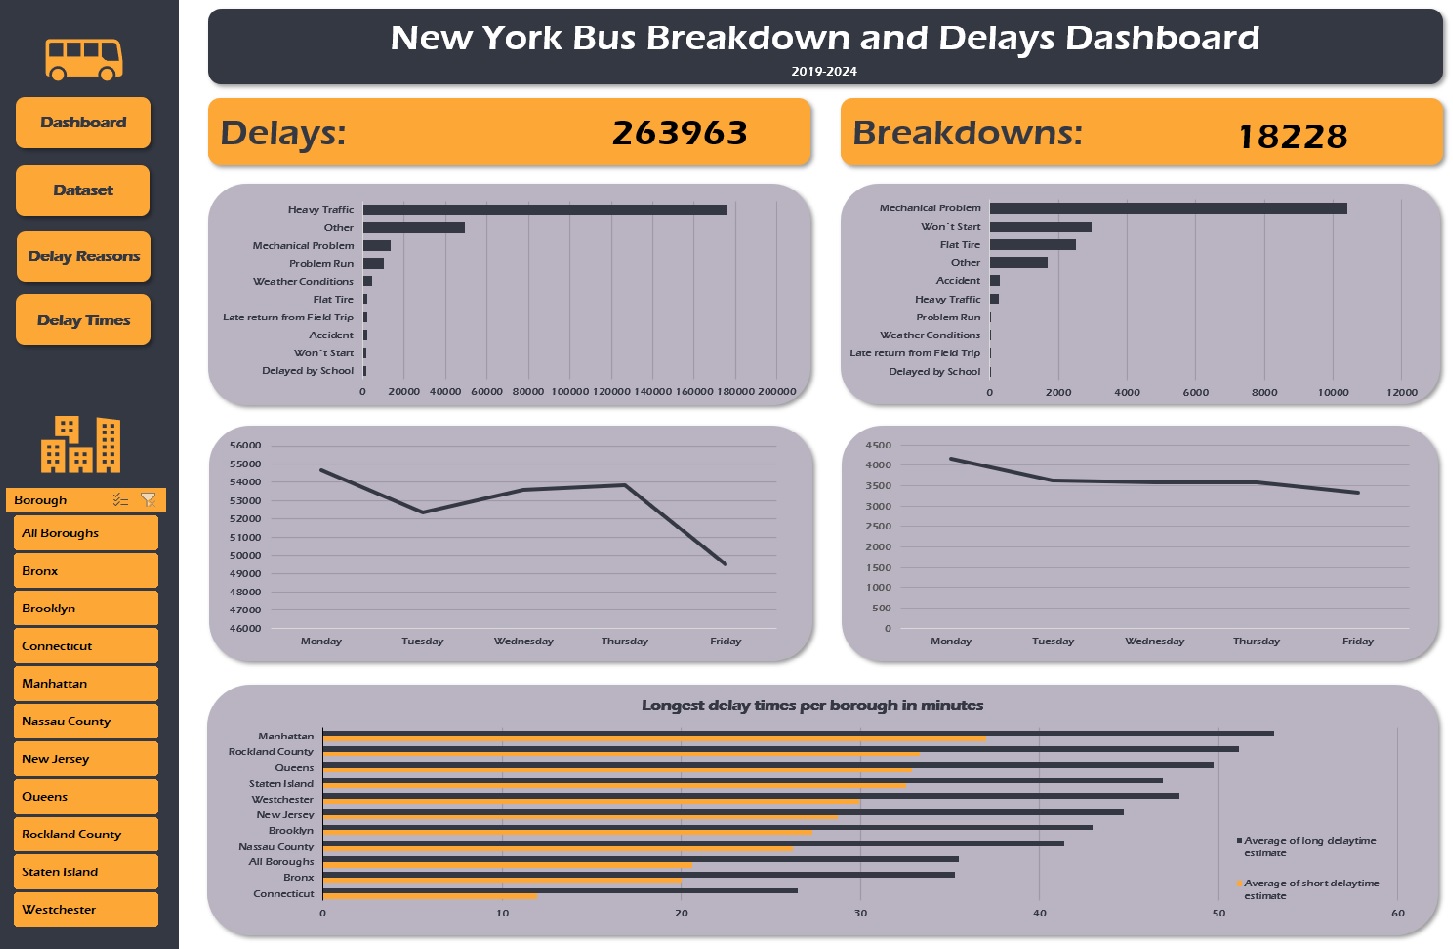 New York Bus Breakdown and Delays Dashboard
2019-2024
Dashboard
Dataset
Delay Reasons
Delay Times
Borough
All Boroughs
Bronx
Brooklyn
Connecticut
Manhattan
Nassau County
New Jersey
Queens
Rockland County
Staten Island
Westchester
Delays: 263963
Breakdowns: 18228
Heavy Traffic
Other
Mechanical Problem
Problem Run
Weather Conditions
Flat Tire
Late return from Field Trip
Accident
Won`t Start
Delayed by School
0 20000 40000 60000 80000 100000 120000 140000 160000 180000 200000
Mechanical Problem
Won`t Start
Flat Tire
Other
Accident
Heavy Traffic
Problem Run
Weather Conditions
Late return from Field Trip
Delayed by School
0 2000 4000 6000 8000 10000 12000
56000
55000
54000
53000
52000
51000
50000
49000
48000
47000
46000
Monday Tuesday Wednesday Thursday Friday
4500
4000
3500
3000
2500
2000
1500
1000
500
0
Monday Tuesday Wednesday Thursday Friday
Longest delay times per borough in minutes
Manhattan
Rockland County
Queens
Staten Island
Westchester
New Jersey
Brooklyn
Nassau County
All Boroughs
Bronx
Connecticut
0 10 20 30 40 50 60
Average of long delaytime
estimate
Average of short delaytime
estimate